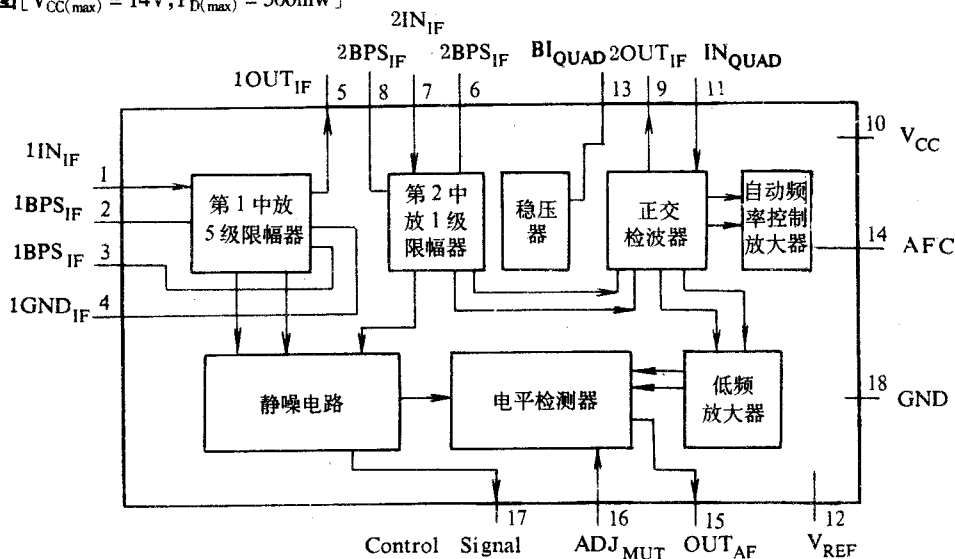 图[V_CC(max) = 14V; P_D(max) = 500mW]
2IN_IF
2BPS_IF 2BPS_IF BI_QUAD 2OUT_IF IN_QUAD
1OUT_IF 5 8 7 6 13 9 11
10 V_CC
1IN_IF
1
1BPS_IF
2
1BPS_IF
3
1GND_IF
4
第1中放
5级限幅器
第2中
放1级
限幅器
稳压
器
正交
检波器
自动频
率控制
放大器
14 AFC
静噪电路
电平检测器
低频
放大器
18 GND
17 16 15 12
Control Signal ADJ_MUT OUT_AF V_REF